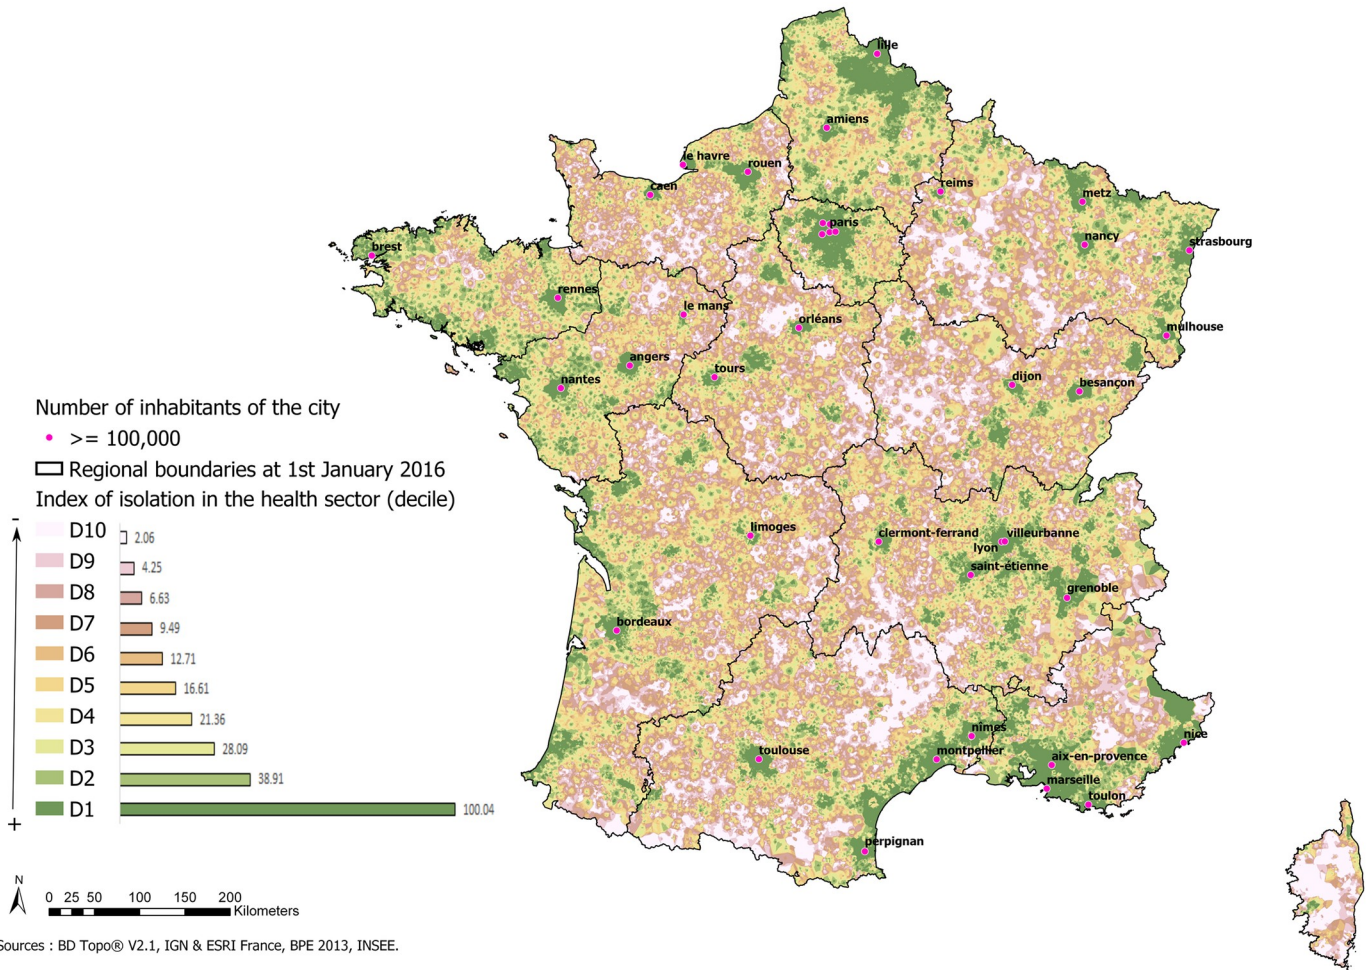 lille
amiens
le havre
rouen
caen
reims
metz
paris
nancy
strasbourg
brest
rennes
le mans
orléans
mulhouse
angers
tours
dijon
besançon
nantes
Number of inhabitants of the city
>= 100,000
Regional boundaries at 1st January 2016
Index of isolation in the health sector (decile)
-
D10 2.06
D9 4.25
D8 6.63
D7 9.49
D6 12.71
D5 16.61
D4 21.36
D3 28.09
D2 38.91
D1 100.04
+
limoges
clermont-ferrand
villeurbanne
lyon
saint-étienne
grenoble
bordeaux
nîmes
nice
toulouse
montpellier
aix-en-provence
marseille
toulon
perpignan
N
0 25 50 100 150 200
Kilometers
Sources : BD Topo® V2.1, IGN & ESRI France, BPE 2013, INSEE.